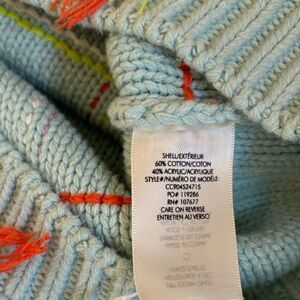 SHELL/EXTÉRIEUR:
60% COTTON/COTON
40% ACRYLIC/ACRYLIQUE
STYLE#/NUMÉRO DE MODÈLE:
CC904524715
PO# 119286
RN# 107677
CARE ON REVERSE
ENTRETIEN AU VERSO